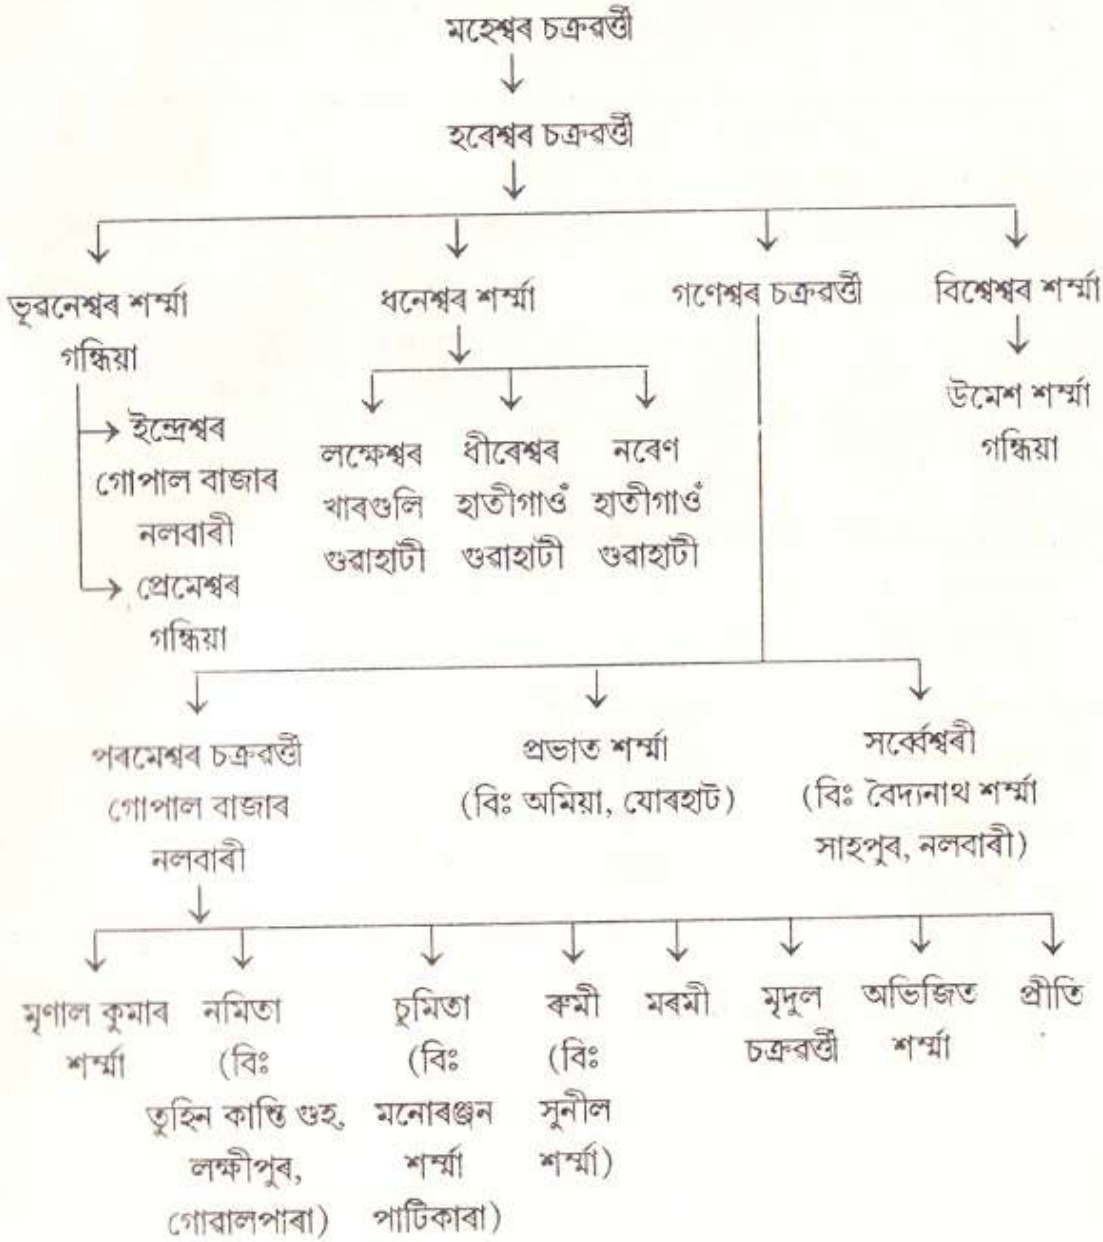 মহেশ্বৰ চক্ৰৱৰ্ত্তী
হৰেশ্বৰ চক্ৰৱৰ্ত্তী
ভূৱনেশ্বৰ শৰ্ম্মা
গন্ধিয়া
ইন্দ্ৰেশ্বৰ
গোপাল বাজাৰ
নলবাৰী
প্ৰেমেশ্বৰ
গন্ধিয়া
ধনেশ্বৰ শৰ্ম্মা
লক্ষেশ্বৰ
খাৰগুলি
গুৱাহাটী
ধীৰেশ্বৰ
হাতীগাওঁ
গুৱাহাটী
নৰেণ
হাতীগাওঁ
গুৱাহাটী
গণেশ্বৰ চক্ৰৱৰ্ত্তী
বিশ্বেশ্বৰ শৰ্ম্মা
উমেশ শৰ্ম্মা
গন্ধিয়া
পৰমেশ্বৰ চক্ৰৱৰ্ত্তী
গোপাল বাজাৰ
নলবাৰী
প্ৰভাত শৰ্ম্মা
(বিঃ অমিয়া, যোৰহাট)
সৰ্ব্বেশ্বৰী
(বিঃ বৈদ্যনাথ শৰ্ম্মা
সাহপুৰ, নলবাৰী)
মৃণাল কুমাৰ
শৰ্ম্মা
নমিতা
(বিঃ
তুহিন কান্তি গুহ,
লক্ষীপুৰ,
গোৱালপাৰা)
চুমিতা
(বিঃ
মনোৰঞ্জন
শৰ্ম্মা
পাটিকাৰা)
ৰুমী
(বিঃ
সুনীল
শৰ্ম্মা)
মৰমী
মৃদুল
চক্ৰৱৰ্ত্তী
অভিজিত
শৰ্ম্মা
প্ৰীতি